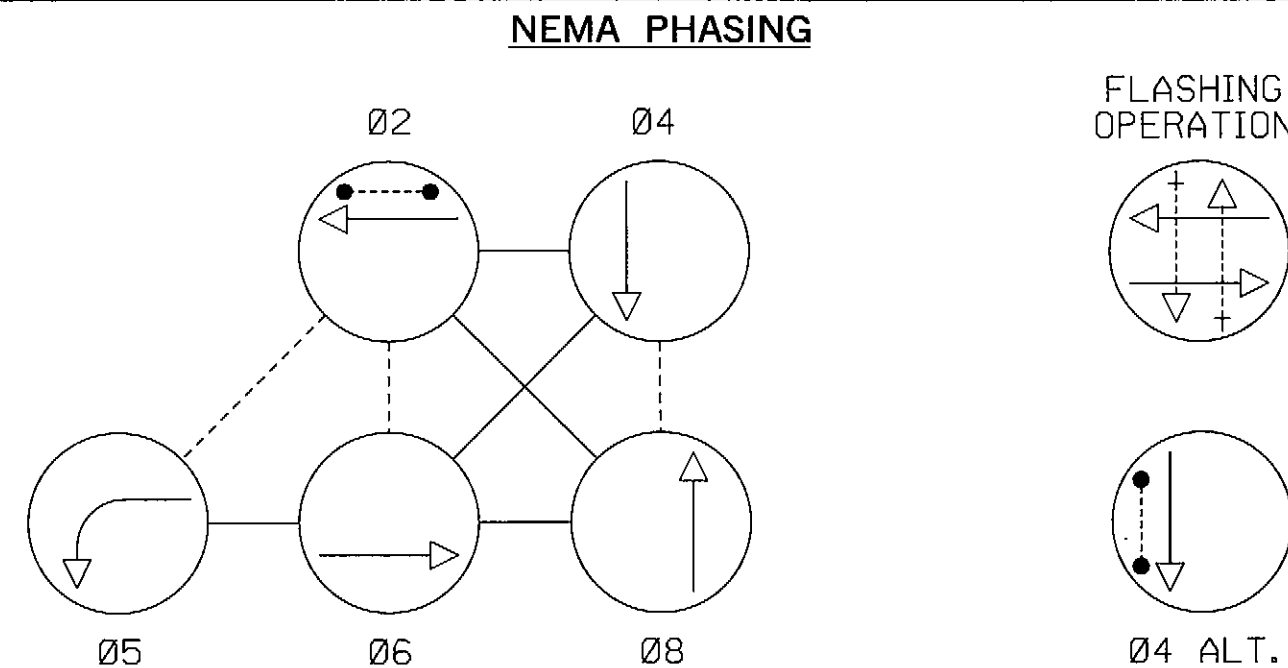 NEMA PHASING
Ø2
Ø4
FLASHING
OPERATION
Ø5
Ø6
Ø8
Ø4 ALT.